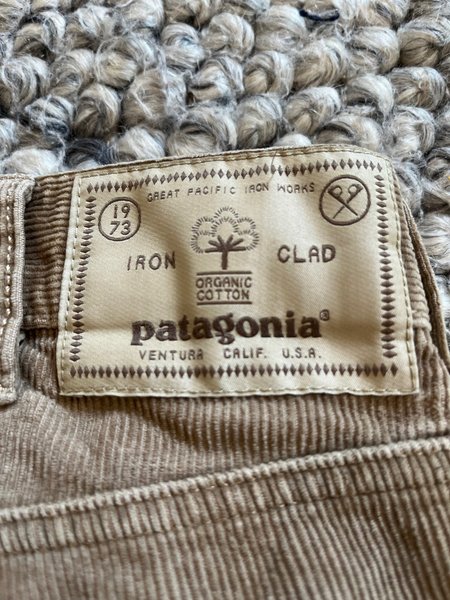 GREAT PACIFIC IRON WORKS
19
73
IRON CLAD
ORGANIC
COTTON
patagonia®
VENTURA CALIF. U.S.A.